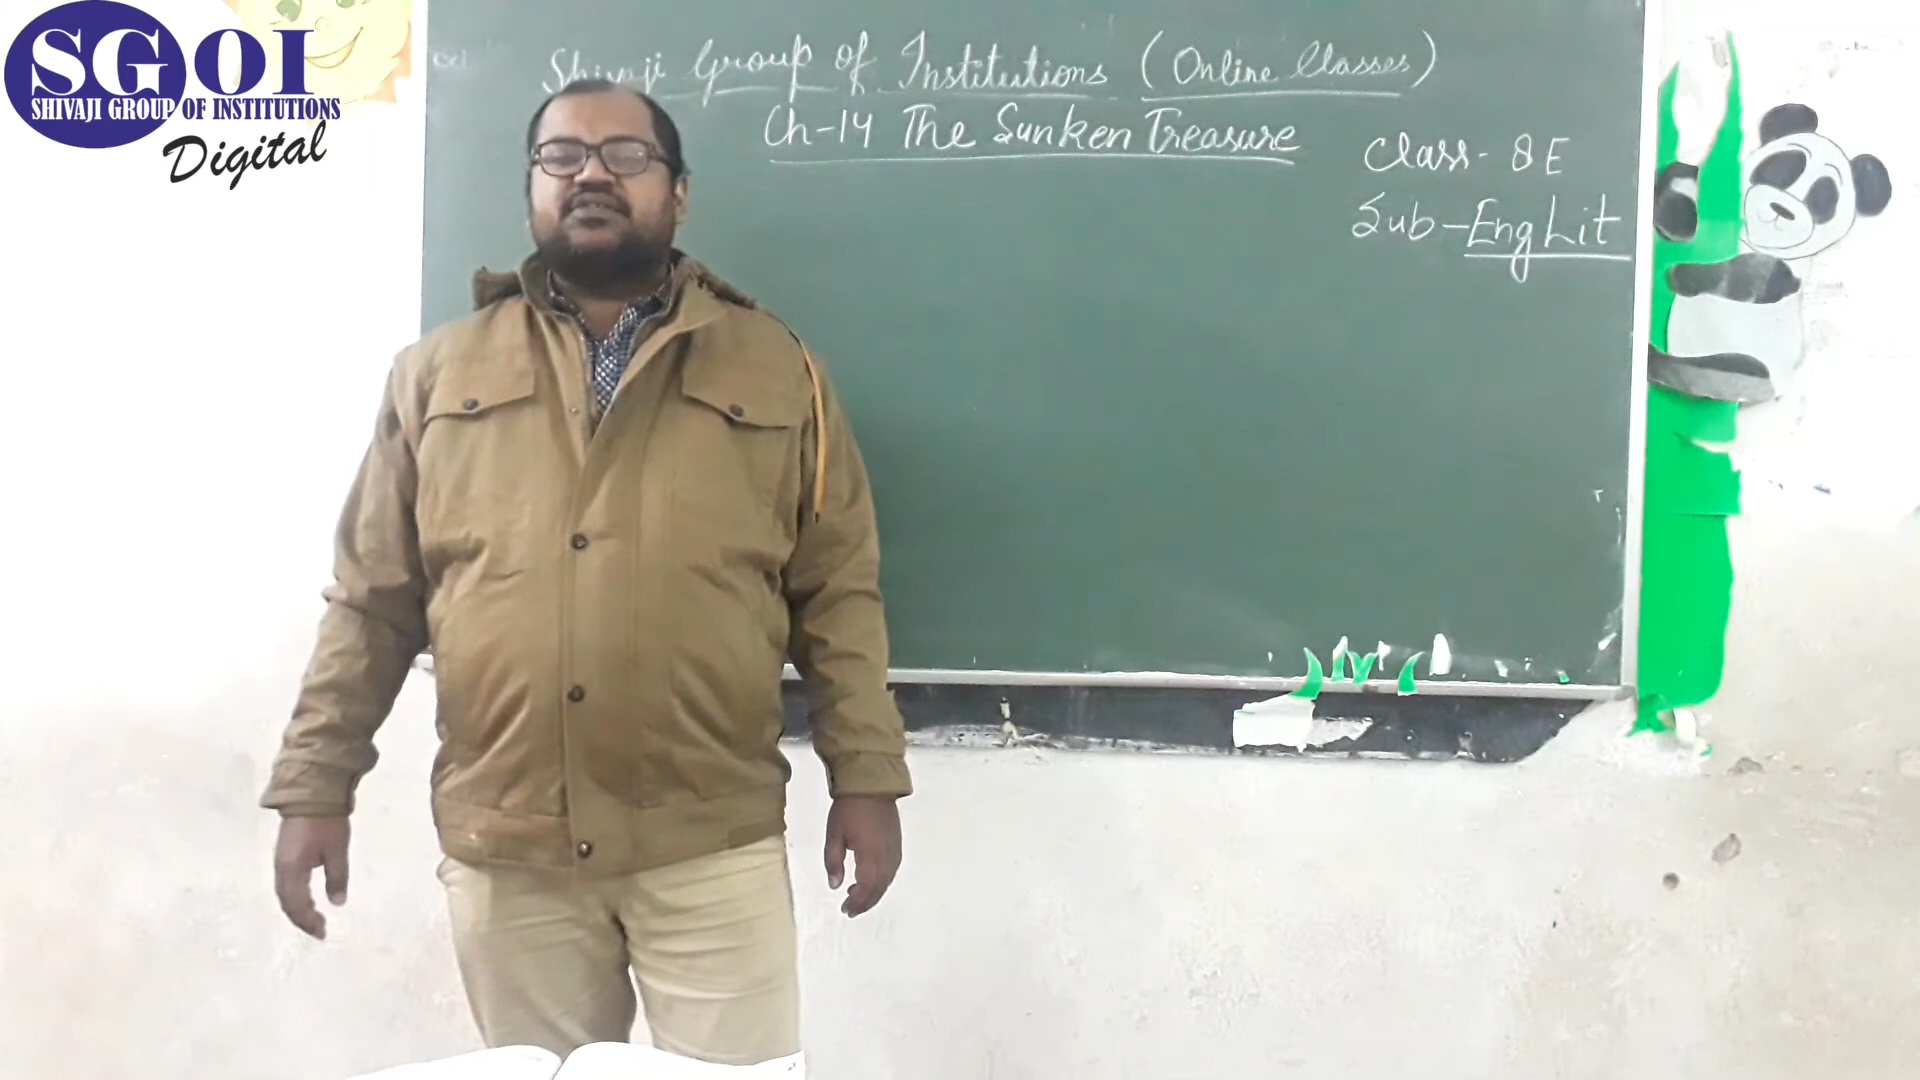 SGOI
SHIVAJI GROUP OF INSTITUTIONS
Digital
Shivaji Group of Institutions (Online Classes)
Ch-14 The Sunken Treasure
Class- 8 E
Sub-Eng Lit